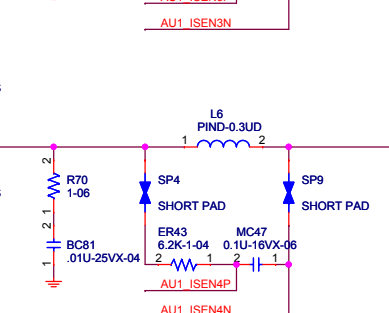 AU1_ISEN3P
AU1_ISEN3N
L6
PIND-0.3UD
1
2
2
R70
1-06
1
SP4
SHORT PAD
SP9
SHORT PAD
2
BC81
.01U-25VX-04
1
ER43
6.2K-1-04
2
1
MC47
0.1U-16VX-06
2
1
AU1_ISEN4P
AU1_ISEN4N